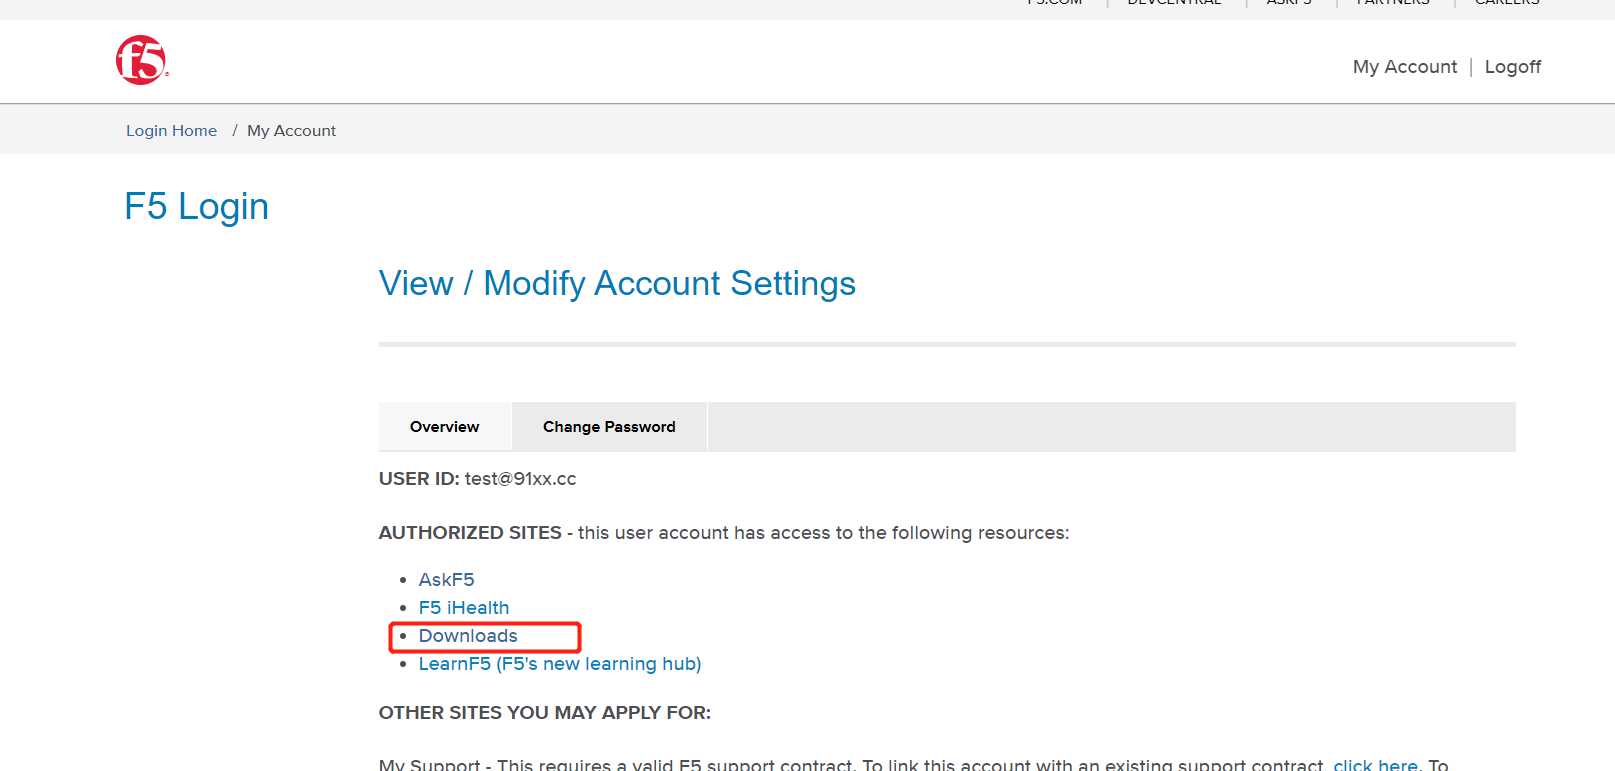 F5.COM | DEVCENTRAL | ASKF5 | PARTNERS | CAREERS
f5
My Account | Logoff
Login Home / My Account
F5 Login
View / Modify Account Settings
Overview Change Password
USER ID: test@91xx.cc
AUTHORIZED SITES - this user account has access to the following resources:
• AskF5
• F5 iHealth
• Downloads
• LearnF5 (F5's new learning hub)
OTHER SITES YOU MAY APPLY FOR:
My Support - This requires a valid F5 support contract. To link this account with an existing support contract, click here. To